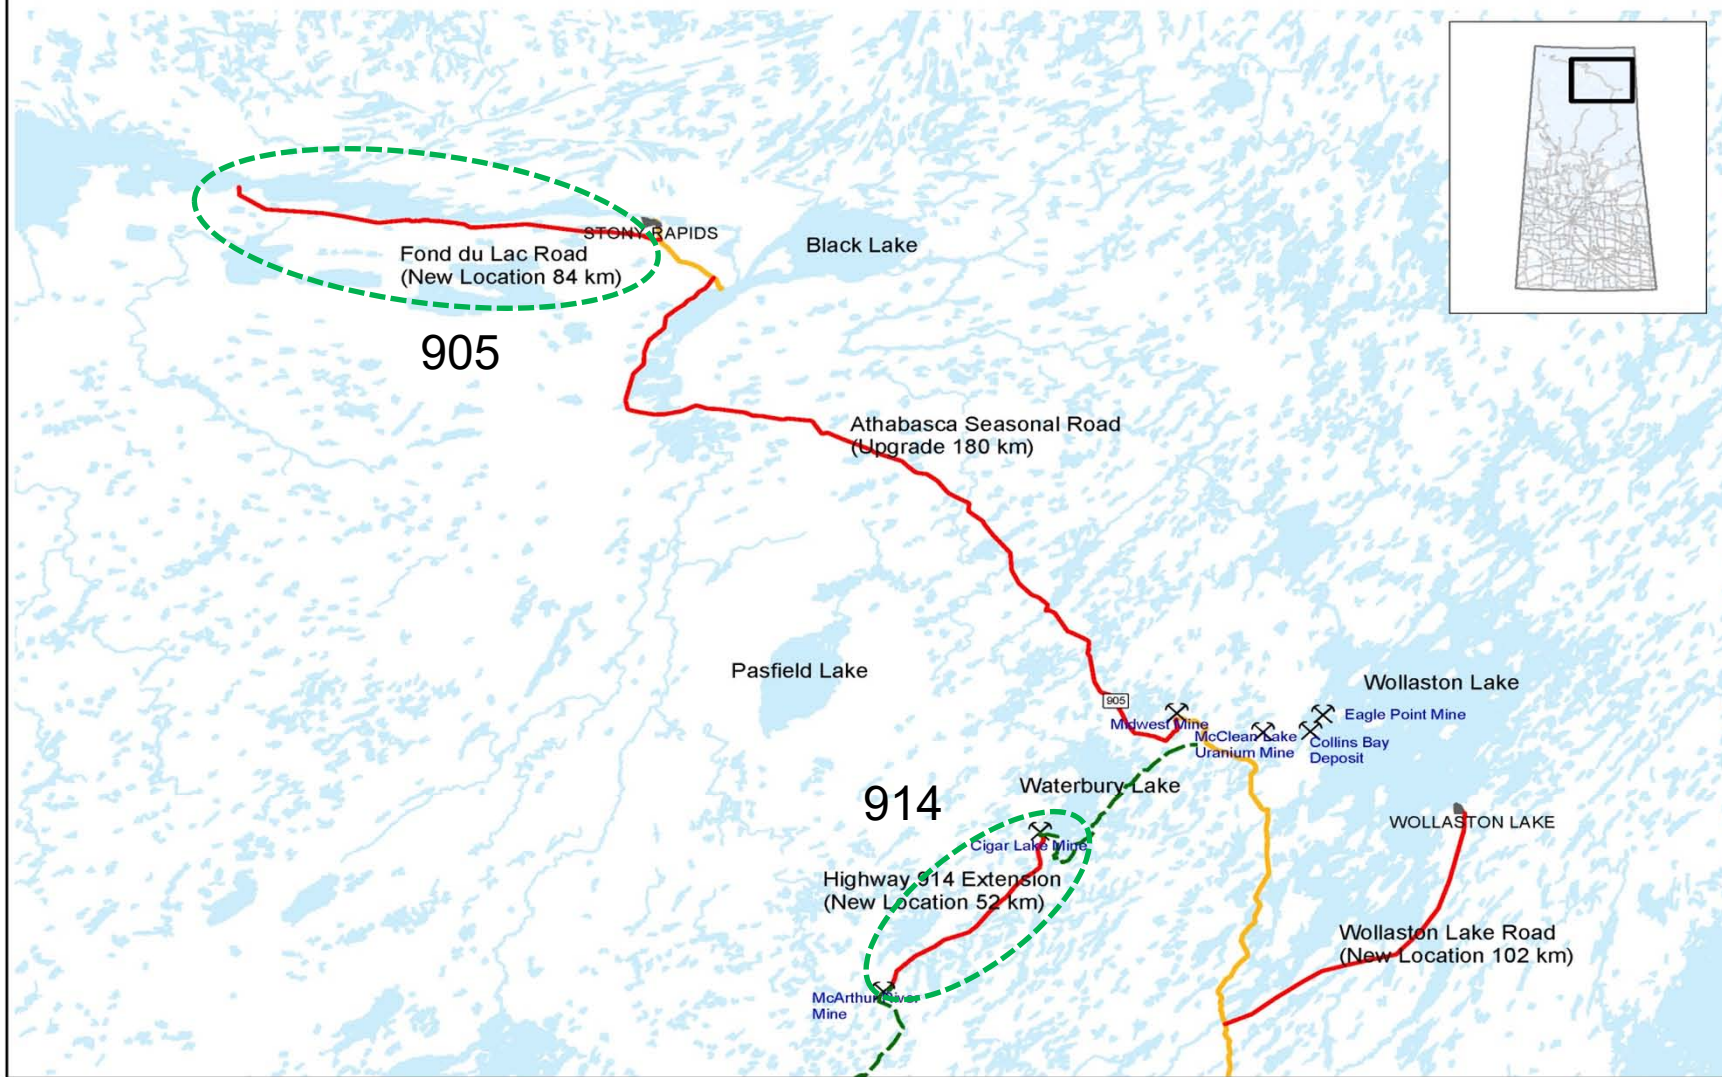 STONY RAPIDS
Black Lake
Fond du Lac Road
(New Location 84 km)
905
Athabasca Seasonal Road
(Upgrade 180 km)
Pasfield Lake
Wollaston Lake
905
Eagle Point Mine
Midwest Mine
McClean Lake
Uranium Mine
Collins Bay
Deposit
Waterbury Lake
914
WOLLASTON LAKE
Cigar Lake Mine
Highway 914 Extension
(New Location 52 km)
Wollaston Lake Road
(New Location 102 km)
McArthur River
Mine